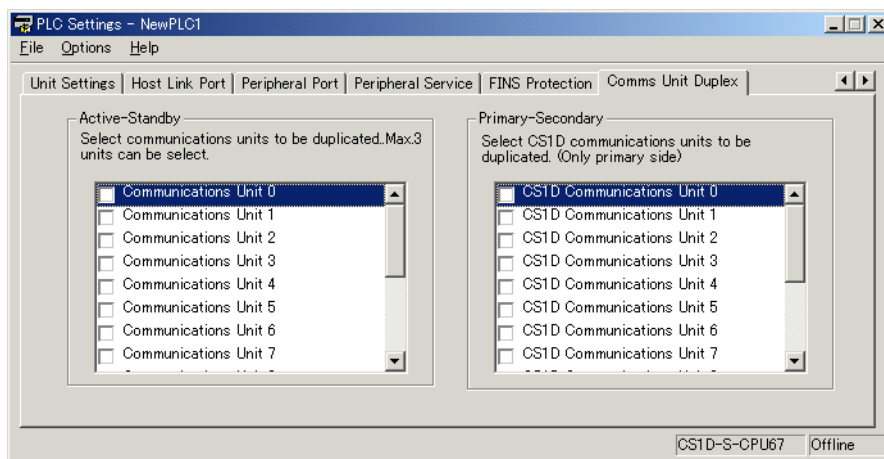 PLC Settings - NewPLC1
File Options Help
Unit Settings Host Link Port Peripheral Port Peripheral Service FINS Protection Comms Unit Duplex
Active-Standby
Select communications units to be duplicated..Max.3
units can be select.
Communications Unit 0
Communications Unit 1
Communications Unit 2
Communications Unit 3
Communications Unit 4
Communications Unit 5
Communications Unit 6
Communications Unit 7
Primary-Secondary
Select CS1D communications units to be
duplicated. (Only primary side)
CS1D Communications Unit 0
CS1D Communications Unit 1
CS1D Communications Unit 2
CS1D Communications Unit 3
CS1D Communications Unit 4
CS1D Communications Unit 5
CS1D Communications Unit 6
CS1D Communications Unit 7
CS1D-S-CPU67 Offline